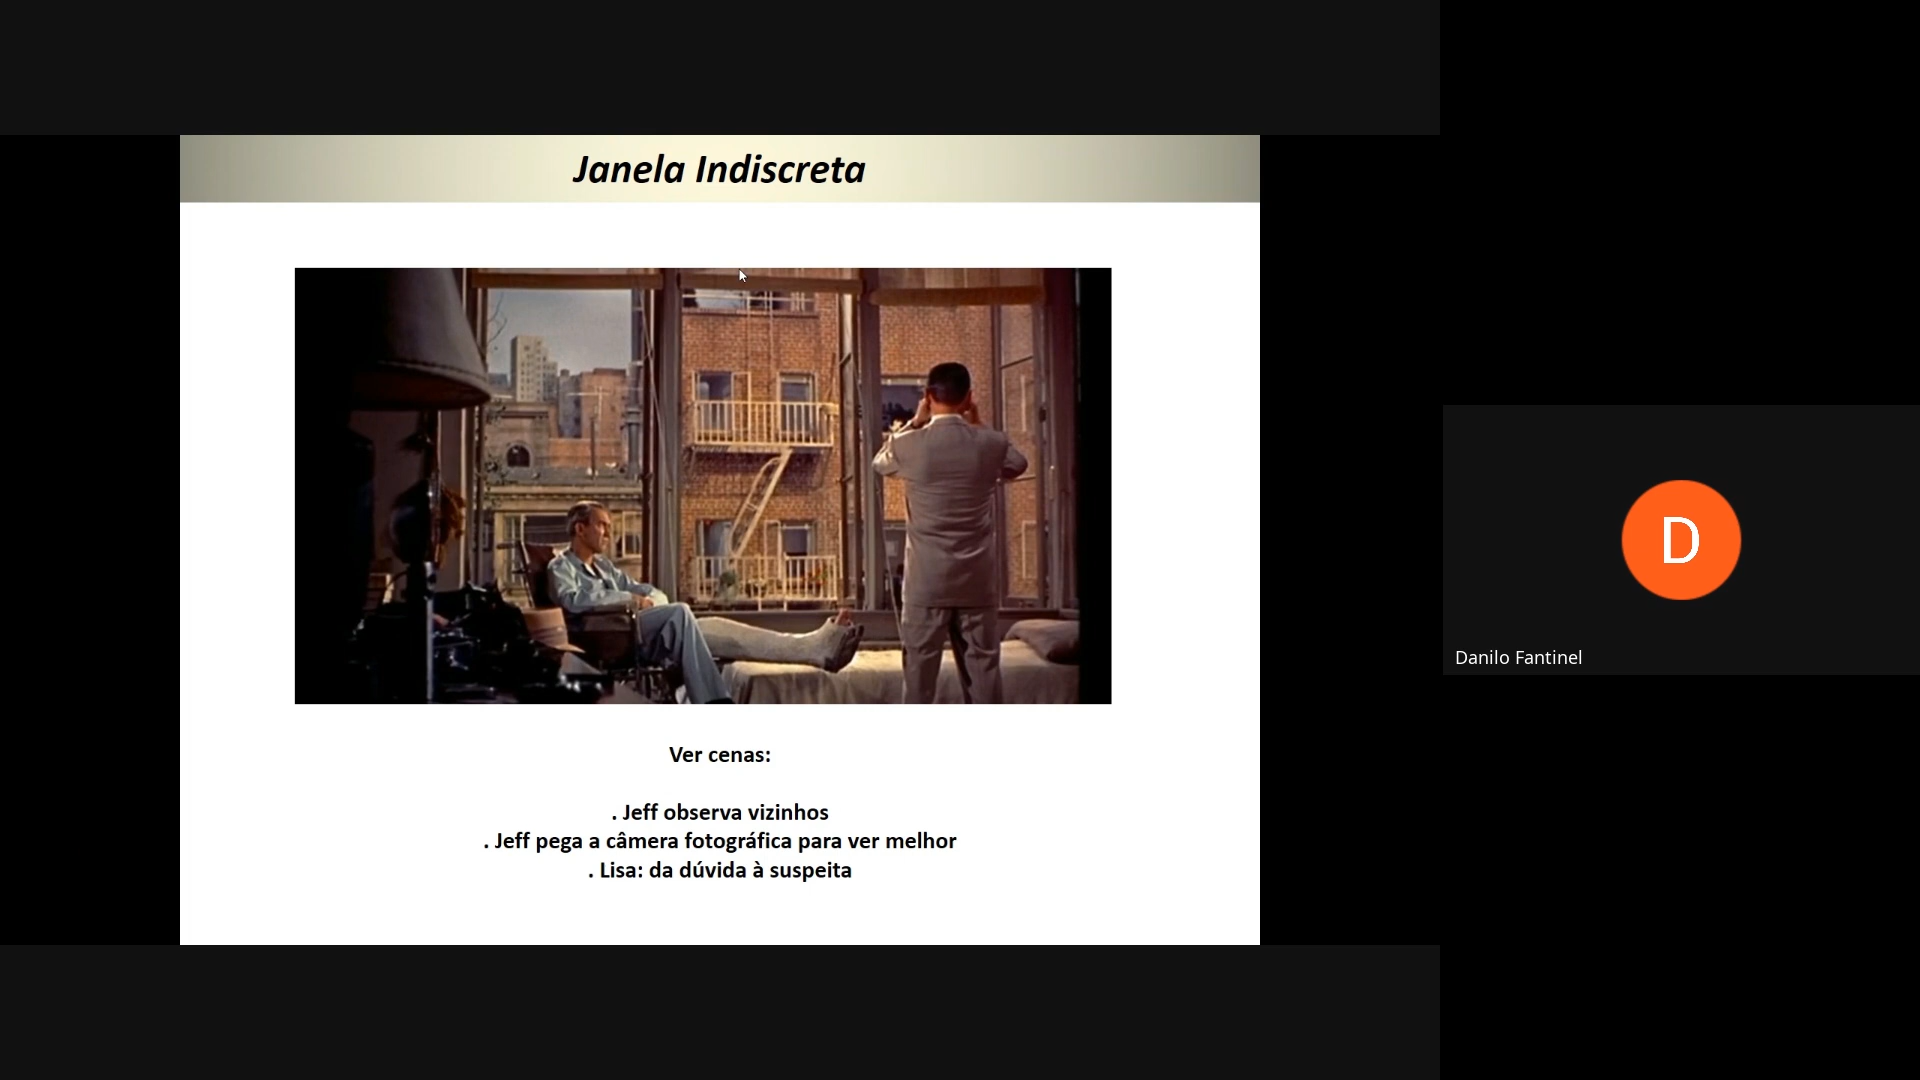 Janela Indiscreta
Ver cenas:
. Jeff observa vizinhos
. Jeff pega a câmera fotográfica para ver melhor
. Lisa: da dúvida à suspeita
D
Danilo Fantinel